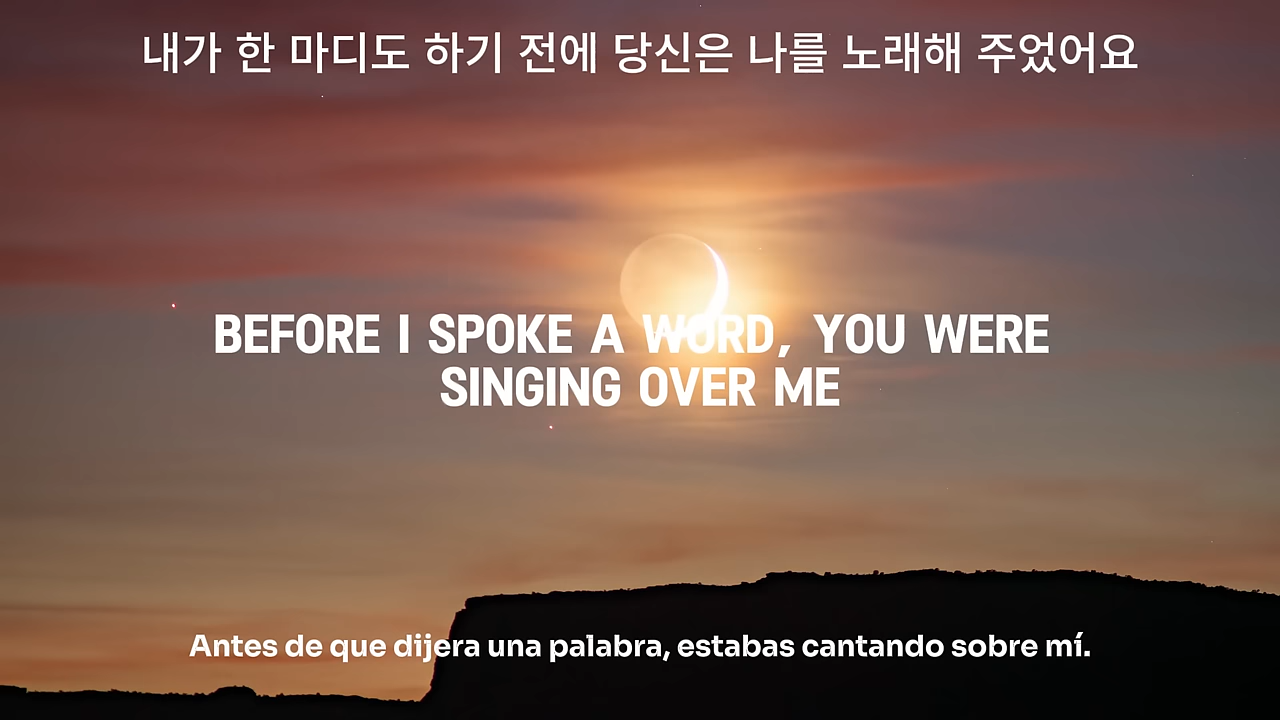 내가 한 마디도 하기 전에 당신은 나를 노래해 주었어요
BEFORE I SPOKE A WORD, YOU WERE
SINGING OVER ME
Antes de que dijera una palabra, estabas cantando sobre mí.